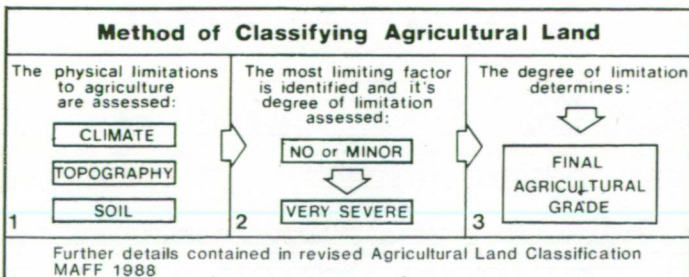 Method of Classifying Agricultural Land
The physical limitations
to agriculture
are assessed:
CLIMATE
TOPOGRAPHY
SOIL
1
The most limiting factor
is identified and it's
degree of limitation
assessed:
NO or MINOR
VERY SEVERE
2
The degree of limitation
determines:
FINAL
AGRICULTURAL
GRADE
3
Further details contained in revised Agricultural Land Classification
MAFF 1988